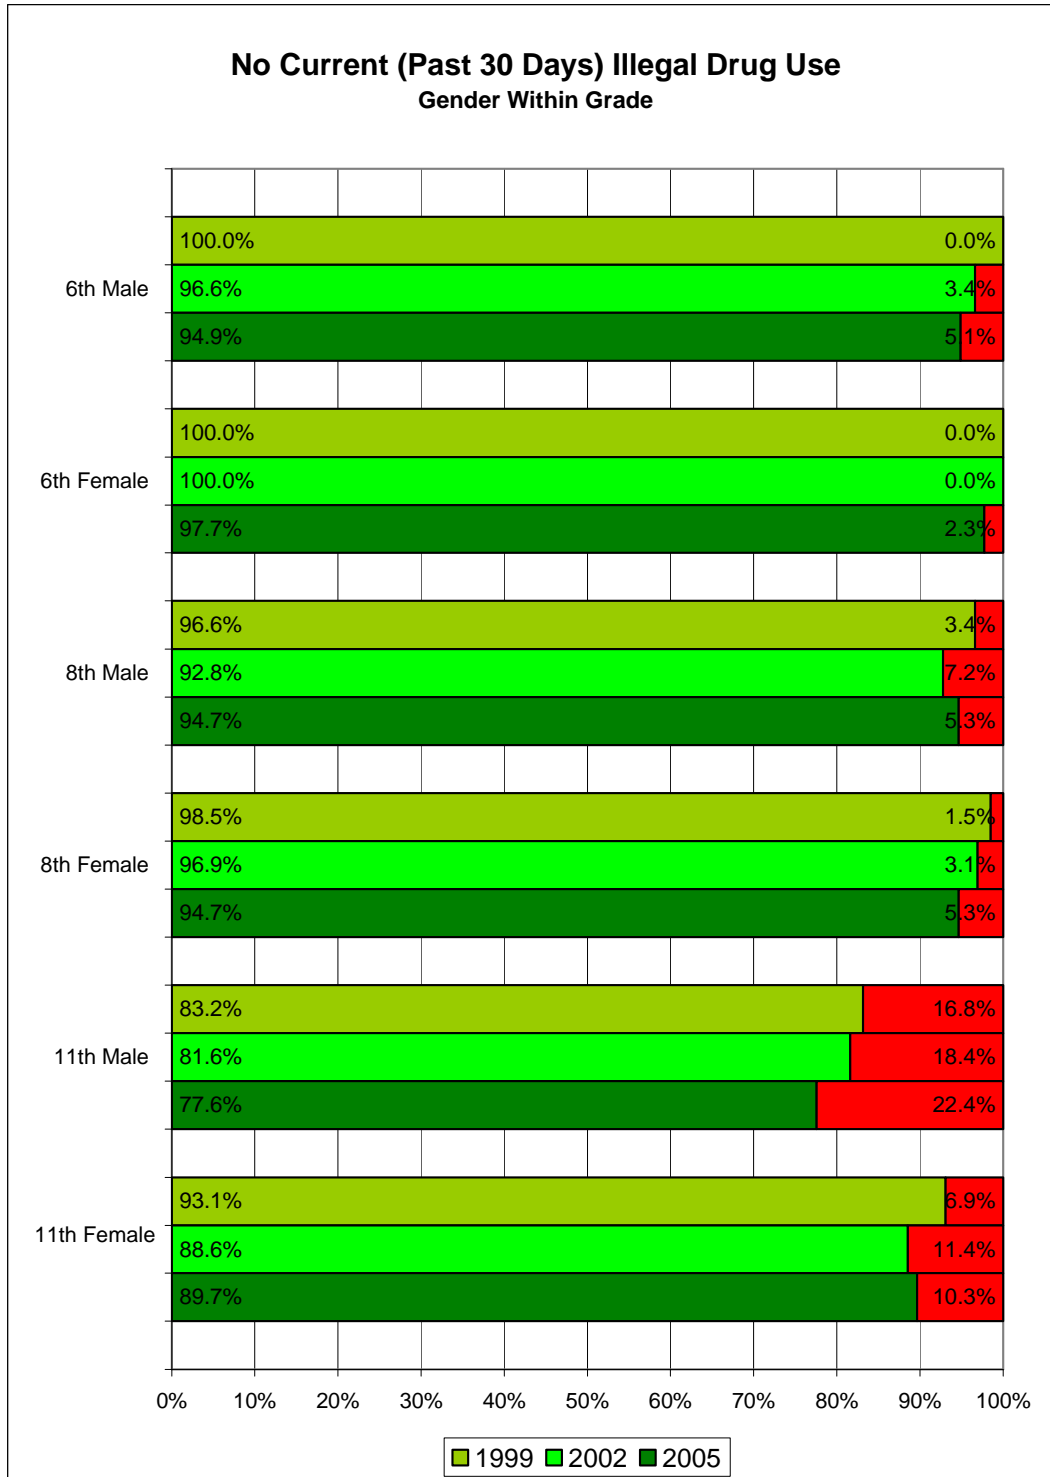 No Current (Past 30 Days) Illegal Drug Use
Gender Within Grade
100.0% 0.0%
6th Male 96.6% 3.4%
94.9% 5.1%
100.0% 0.0%
6th Female 100.0% 0.0%
97.7% 2.3%
96.6% 3.4%
8th Male 92.8% 7.2%
94.7% 5.3%
98.5% 1.5%
8th Female 96.9% 3.1%
94.7% 5.3%
83.2% 16.8%
11th Male 81.6% 18.4%
77.6% 22.4%
93.1% 6.9%
11th Female 88.6% 11.4%
89.7% 10.3%
0% 10% 20% 30% 40% 50% 60% 70% 80% 90% 100%
1999 2002 2005